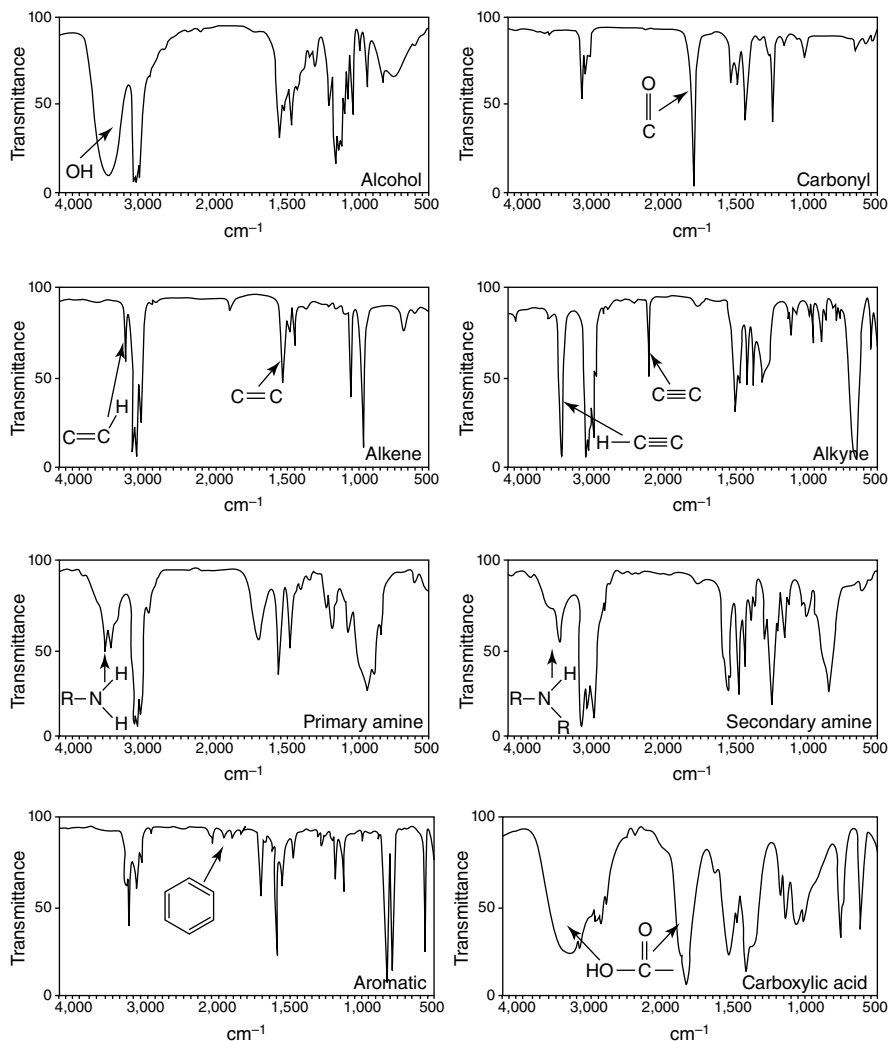 100
50
0
Transmittance
OH
Alcohol
4,000 3,000 2,000 1,500 1,000 500
cm⁻¹
100
50
0
Transmittance
O
C
Carbonyl
4,000 3,000 2,000 1,500 1,000 500
cm⁻¹
100
50
0
Transmittance
H
C=C
C=C
Alkene
4,000 3,000 2,000 1,500 1,000 500
cm⁻¹
100
50
0
Transmittance
C≡C
H–C≡C
Alkyne
4,000 3,000 2,000 1,500 1,000 500
cm⁻¹
100
50
0
Transmittance
H
R–N
H
Primary amine
4,000 3,000 2,000 1,500 1,000 500
cm⁻¹
100
50
0
Transmittance
H
R–N
R
Secondary amine
4,000 3,000 2,000 1,500 1,000 500
cm⁻¹
100
50
0
Transmittance
Aromatic
4,000 3,000 2,000 1,500 1,000 500
cm⁻¹
100
50
0
Transmittance
O
HO–C
Carboxylic acid
4,000 3,000 2,000 1,500 1,000 500
cm⁻¹